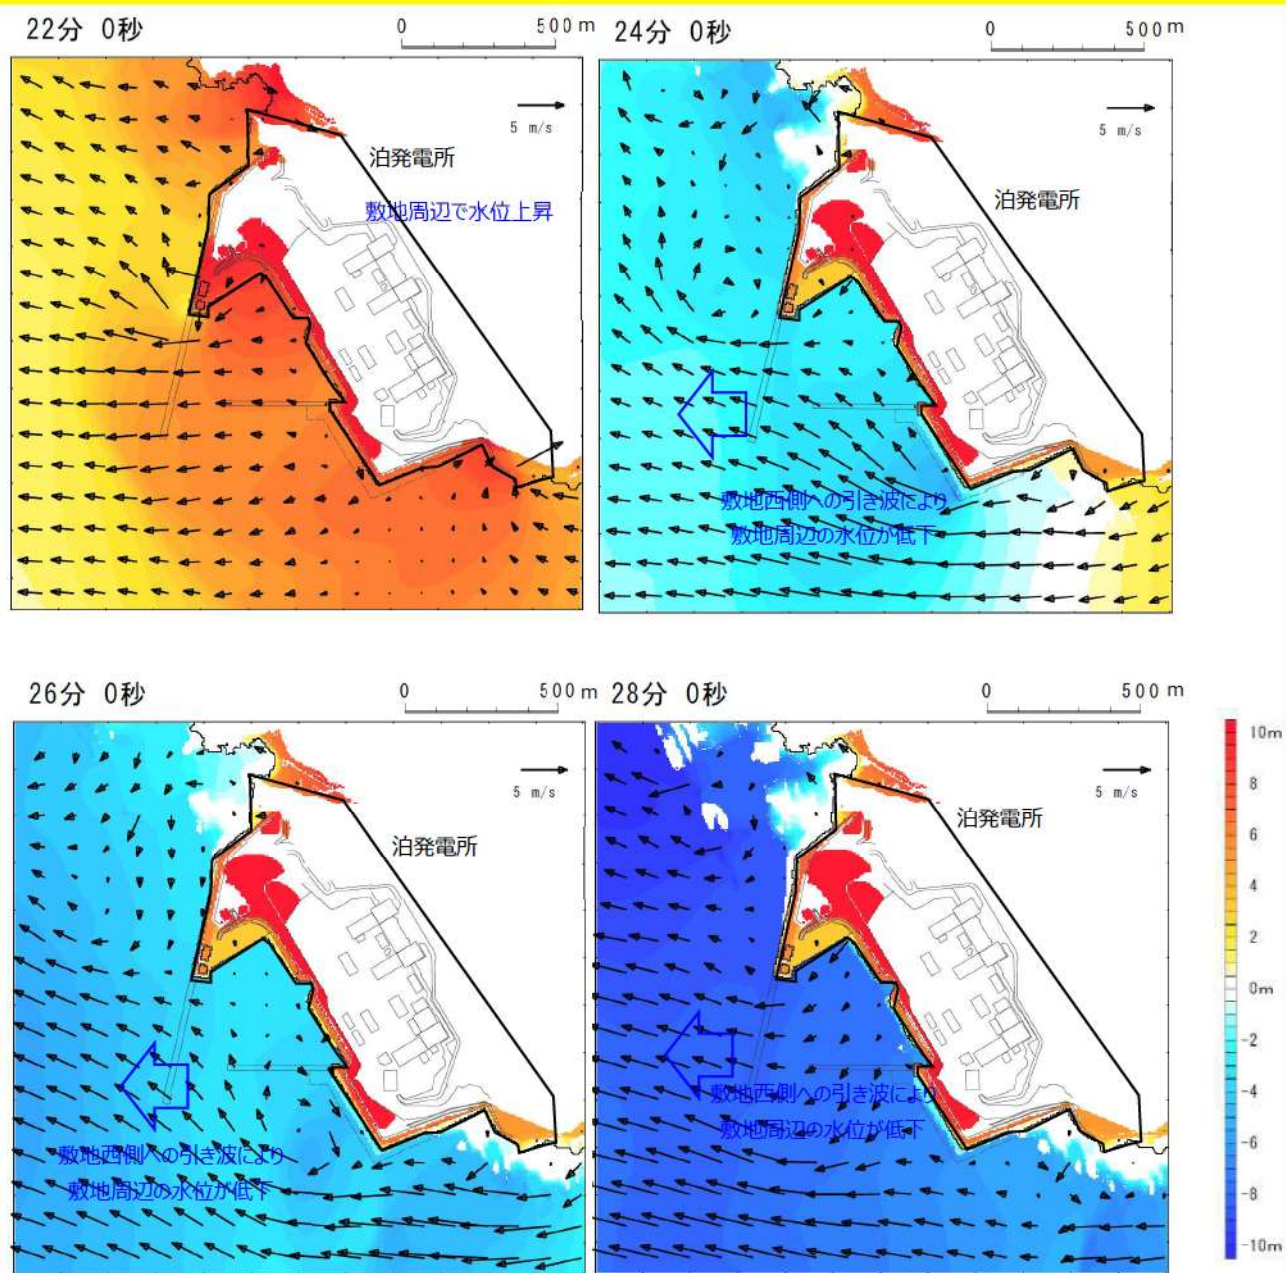 22分 0秒
0 500m
5 m/s
泊発電所
敷地周辺で水位上昇
24分 0秒
0 500m
5 m/s
泊発電所
敷地西側への引き波により
敷地周辺の水位が低下
26分 0秒
0 500m
5 m/s
泊発電所
敷地西側への引き波により
敷地周辺の水位が低下
28分 0秒
0 500m
5 m/s
泊発電所
敷地西側への引き波により
敷地周辺の水位が低下
10m
8
6
4
2
0m
-2
-4
-6
-8
-10m